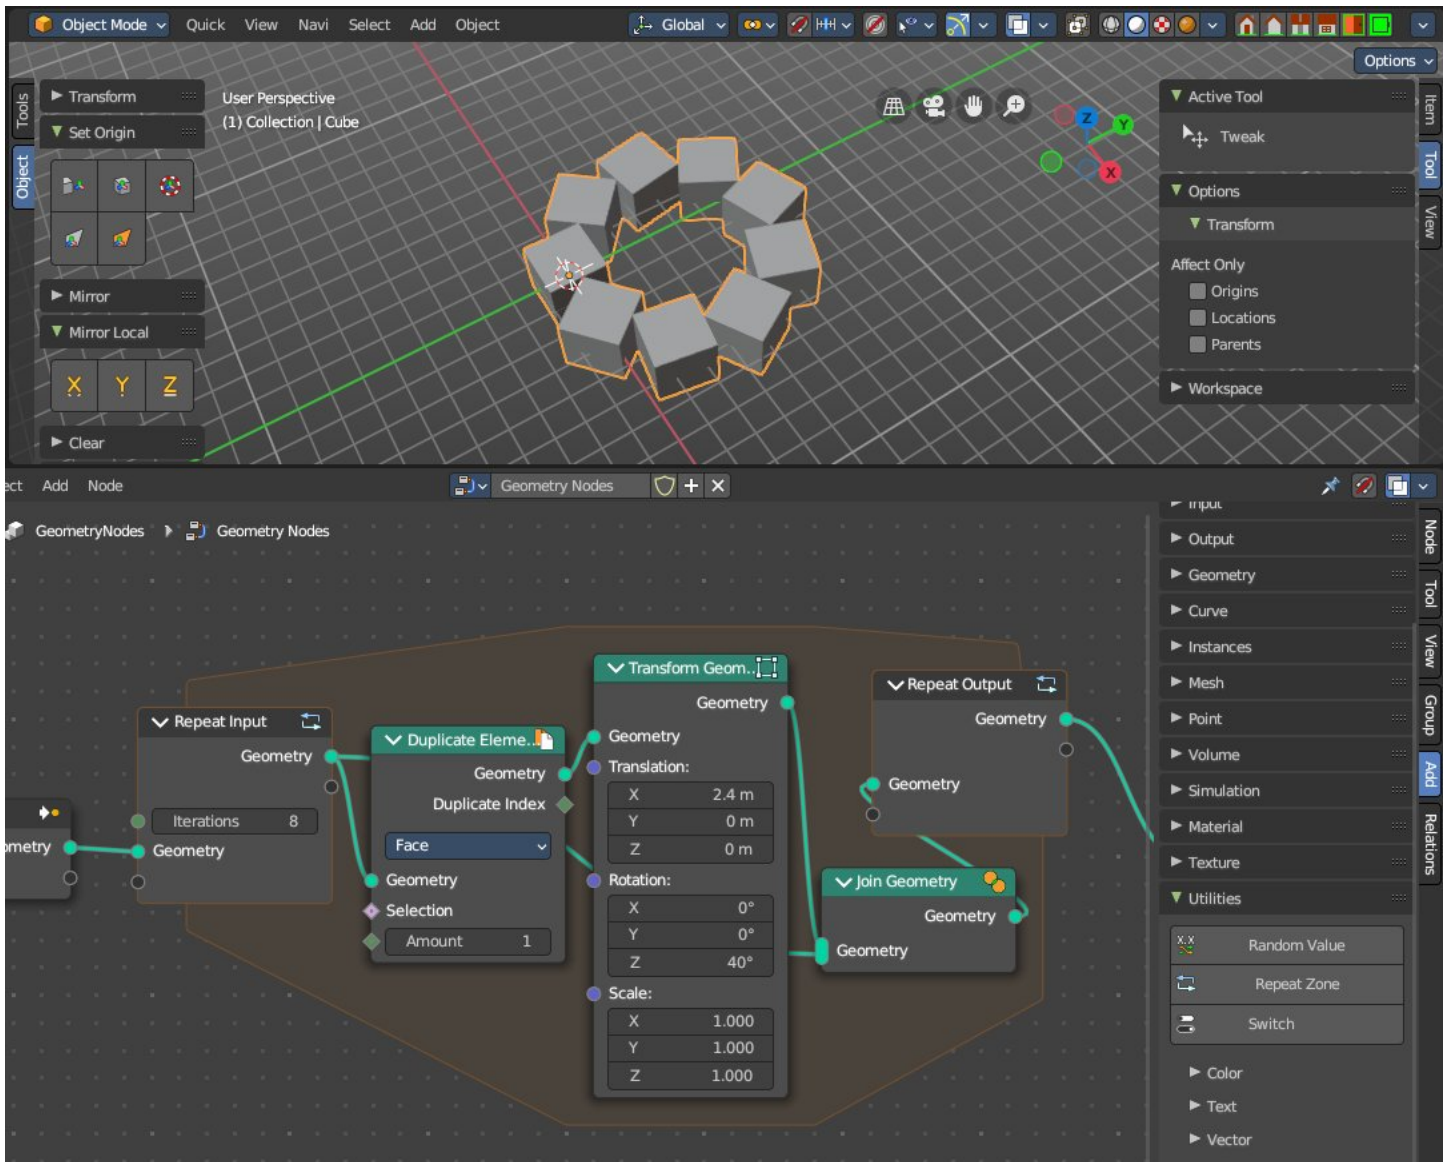 Object Mode Quick View Navi Select Add Object Global
Options
Tools
Object
Transform
Set Origin
Mirror
Mirror Local
X Y Z
Clear
User Perspective
(1) Collection | Cube
Z
Y
X
Active Tool
Tweak
Options
Transform
Affect Only
Origins
Locations
Parents
Workspace
Item
Tool
View
ect Add Node
Geometry Nodes
GeometryNodes Geometry Nodes
ometry
Repeat Input
Geometry
Iterations 8
Geometry
Duplicate Eleme...
Geometry
Duplicate Index
Face
Geometry
Selection
Amount 1
Transform Geom...
Geometry
Geometry
Translation:
X 2.4 m
Y 0 m
Z 0 m
Rotation:
X 0°
Y 0°
Z 40°
Scale:
X 1.000
Y 1.000
Z 1.000
Repeat Output
Geometry
Geometry
Join Geometry
Geometry
Geometry
Input
Output
Geometry
Curve
Instances
Mesh
Point
Volume
Simulation
Material
Texture
Utilities
X.X Random Value
Repeat Zone
Switch
Color
Text
Vector
Node
Tool
View
Group
Add
Relations